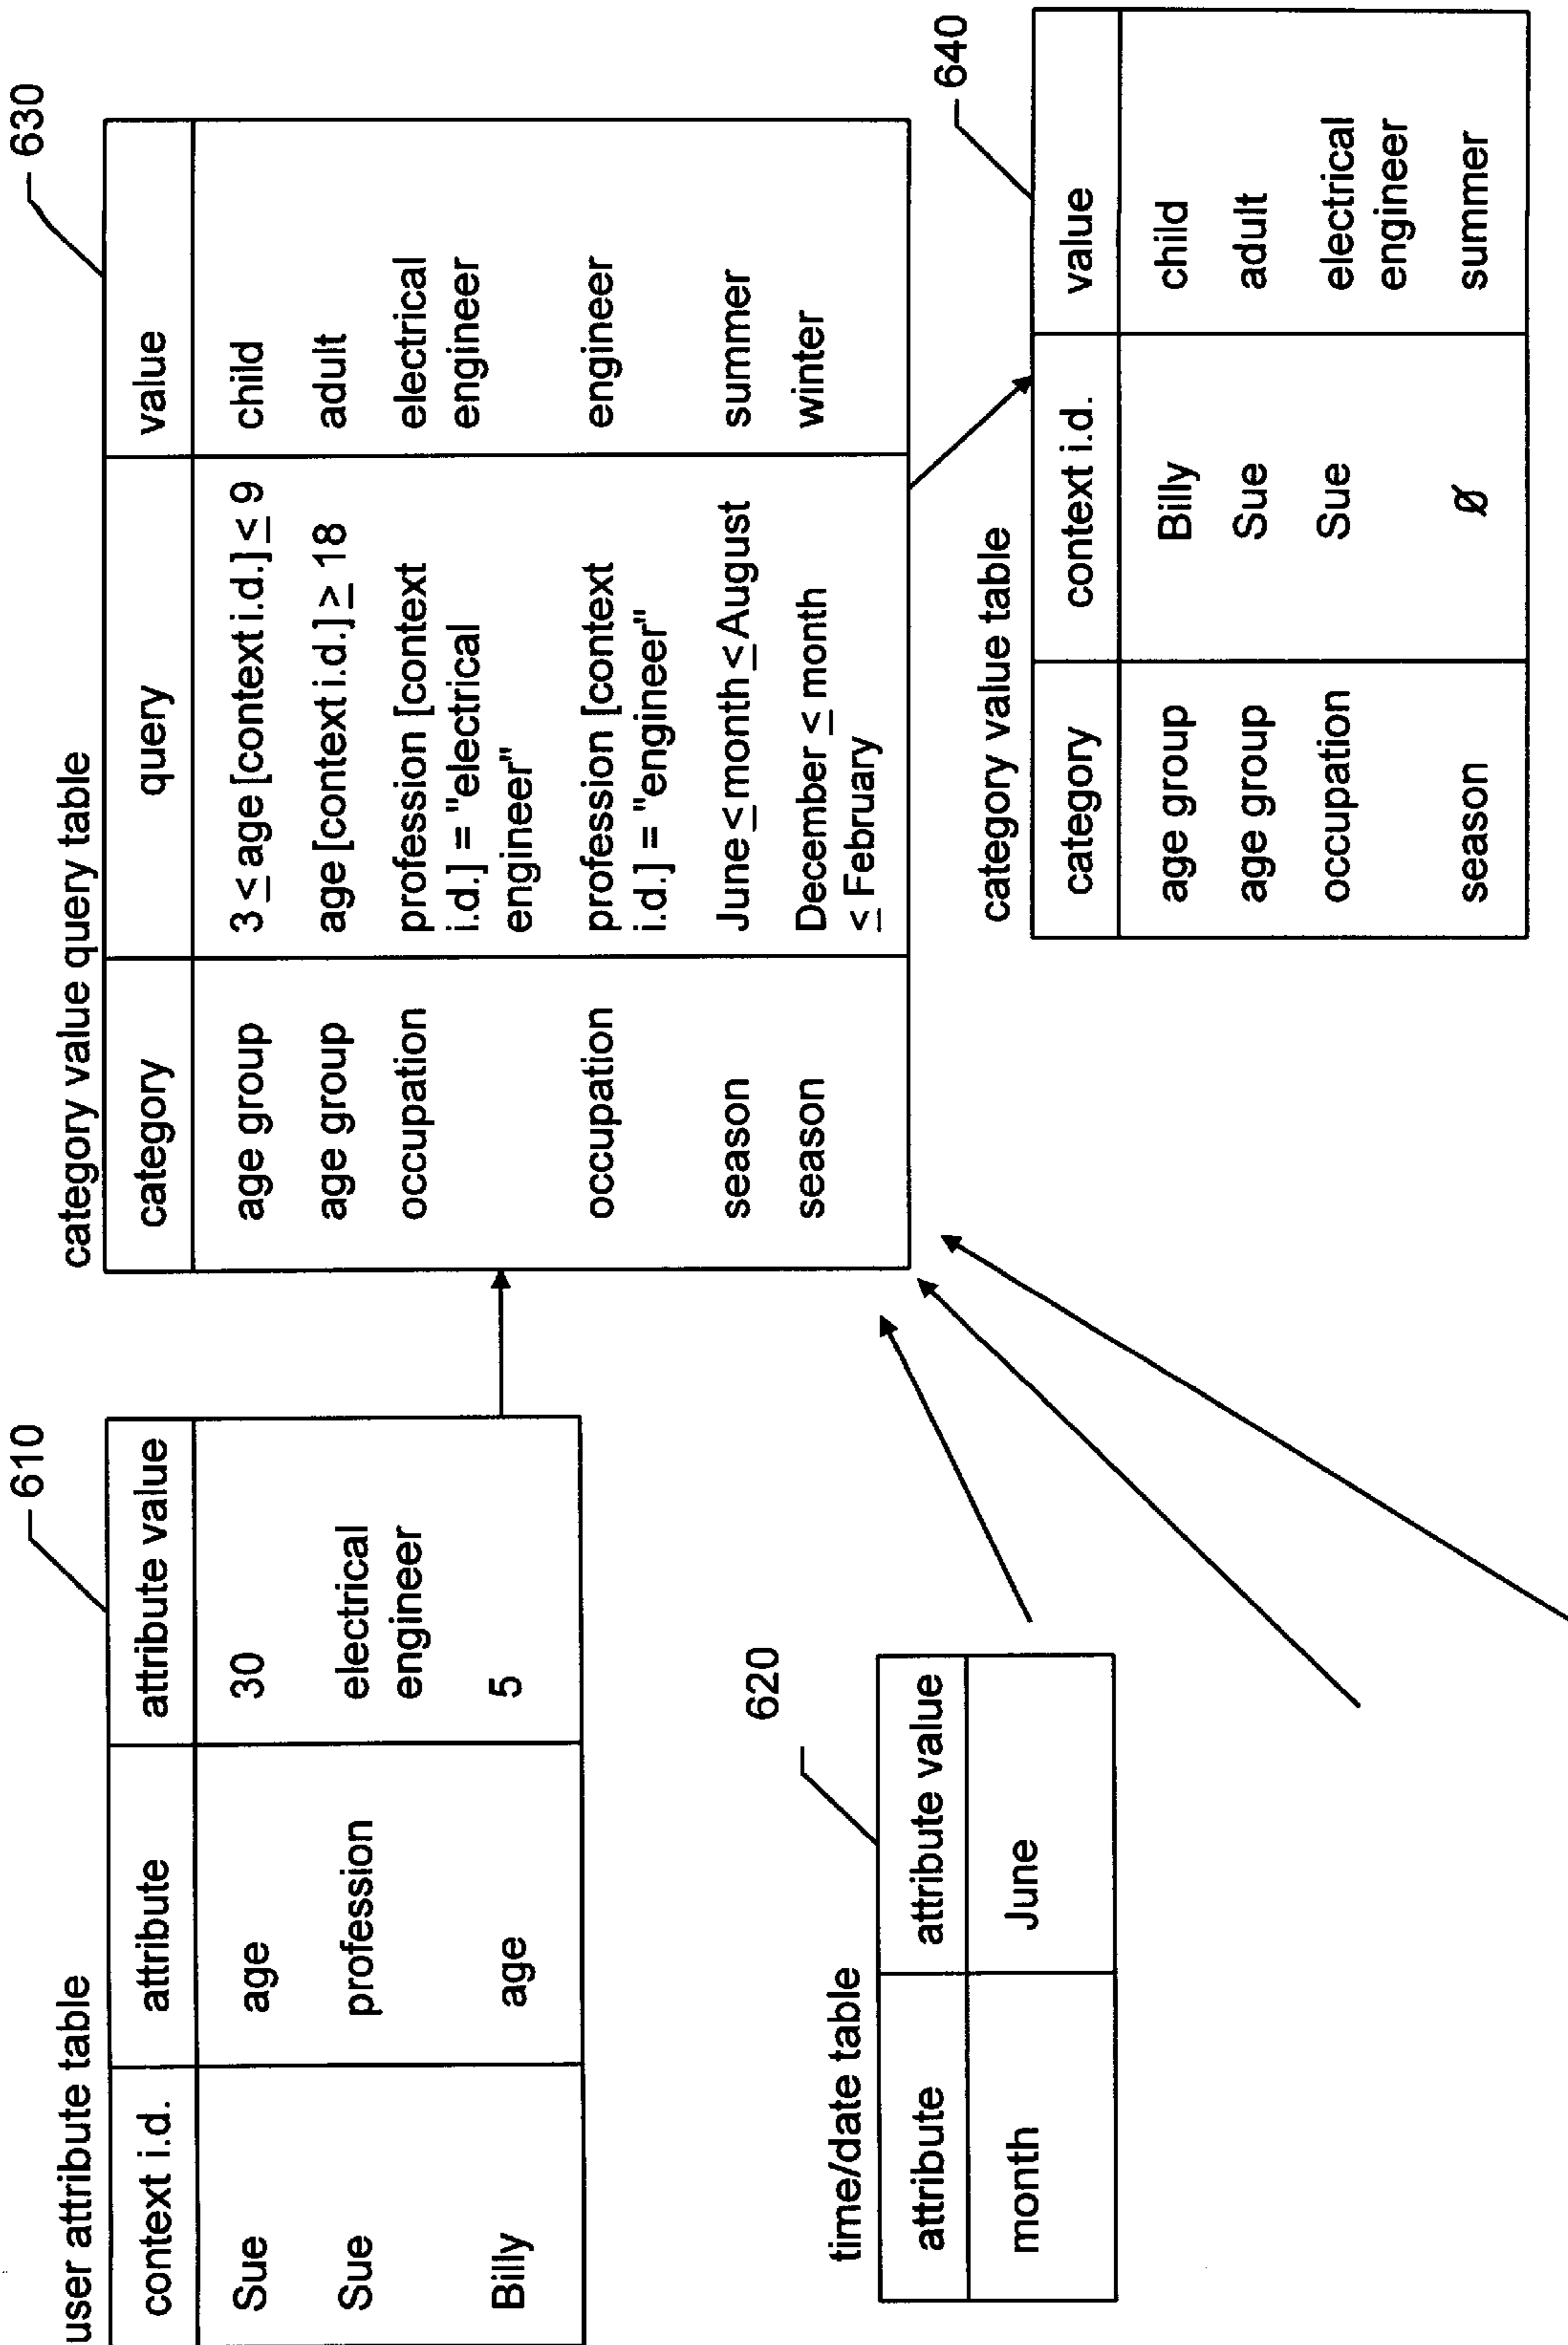 user attribute table
610
context i.d. attribute attribute value
Sue age 30
Sue profession electrical
engineer
Billy age 5
time/date table
620
attribute attribute value
month June
category value query table
630
category query value
age group 3 ≤ age [context i.d.] ≤ 9 child
age group age [context i.d.] ≥ 18 adult
occupation profession [context electrical
i.d.] = "electrical engineer
engineer"
occupation profession [context engineer
i.d.] = "engineer"
season June ≤ month ≤ August summer
season December ≤ month winter
≤ February
category value table
640
category context i.d. value
age group Billy child
age group Sue adult
occupation Sue electrical
engineer
season Ø summer